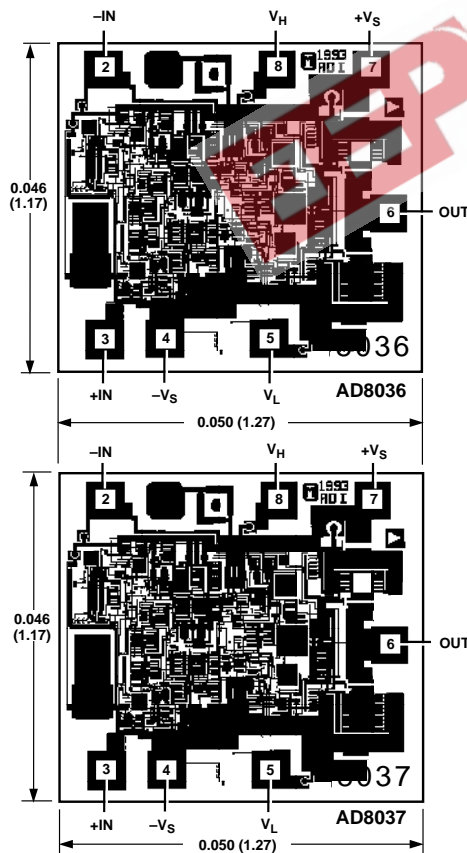 –IN VH +VS
2 8 1993 ADI 7
EEP
0.046
(1.17)
6 OUT
3 4 5 8036
+IN –VS VL
AD8036
0.050 (1.27)
–IN VH +VS
2 8 1993 ADI 7
0.046
(1.17)
6 OUT
3 4 5 8037
+IN –VS VL
AD8037
0.050 (1.27)